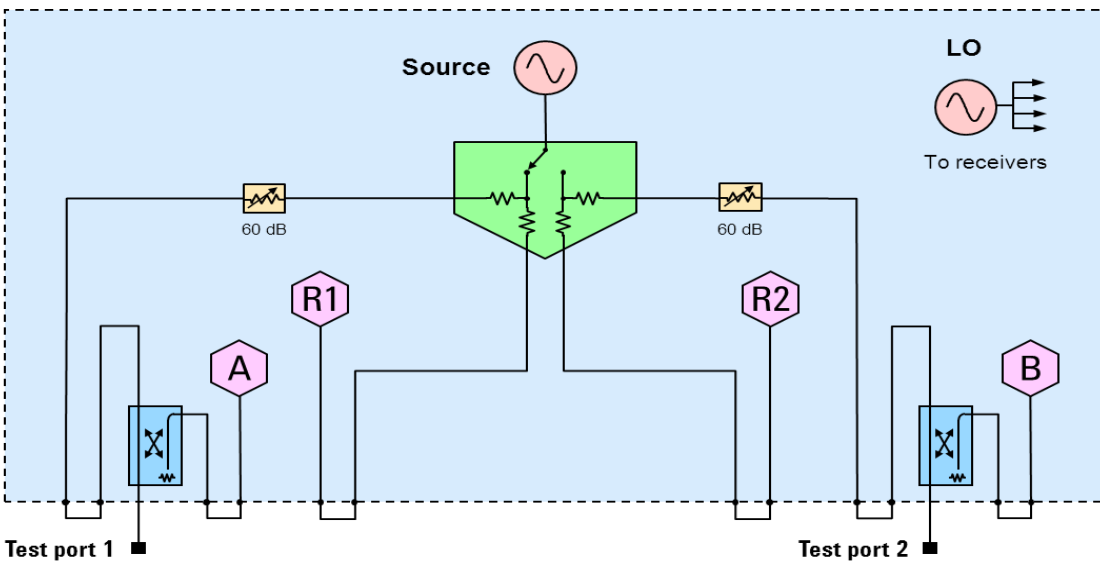 LO
Source
To receivers
60 dB
60 dB
R1
R2
A
B
Test port 1
Test port 2